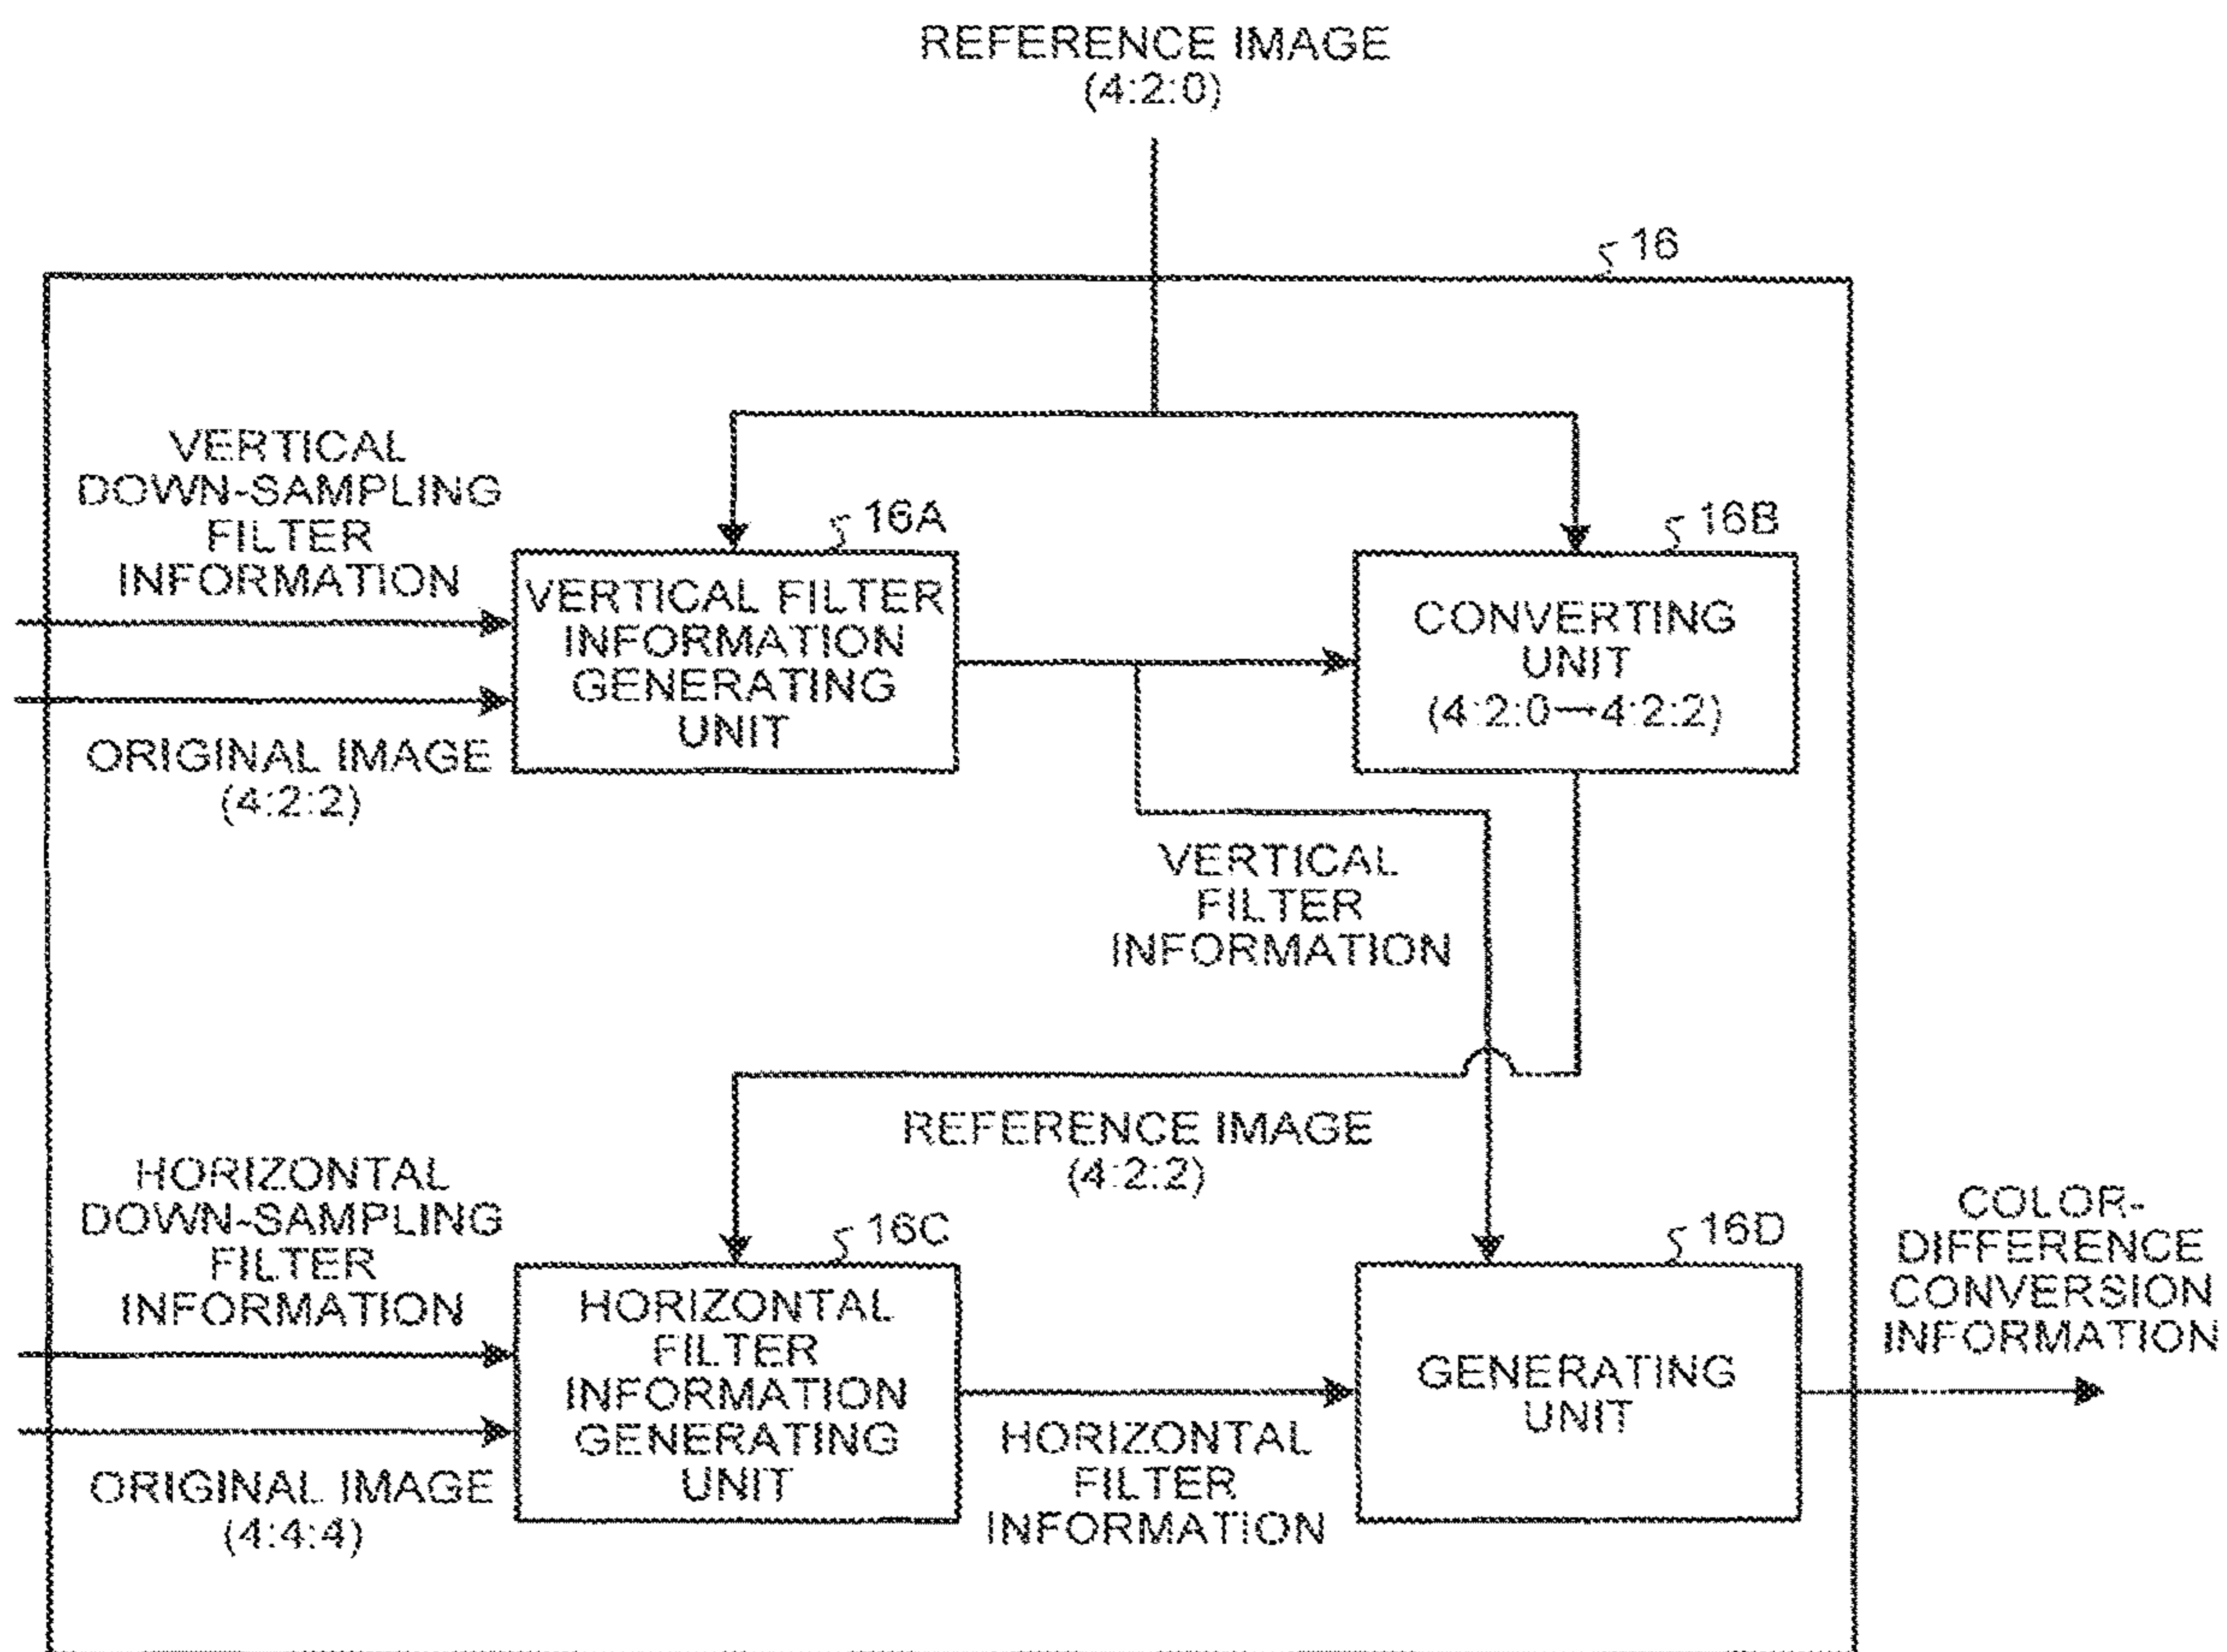 REFERENCE IMAGE
(4:2:0)
16
VERTICAL
DOWN-SAMPLING
FILTER
INFORMATION
ORIGINAL IMAGE
(4:2:2)
16A
VERTICAL FILTER
INFORMATION
GENERATING
UNIT
16B
CONVERTING
UNIT
(4:2:0→4:2:2)
VERTICAL
FILTER
INFORMATION
REFERENCE IMAGE
(4:2:2)
HORIZONTAL
DOWN-SAMPLING
FILTER
INFORMATION
ORIGINAL IMAGE
(4:4:4)
16C
HORIZONTAL
FILTER
INFORMATION
GENERATING
UNIT
HORIZONTAL
FILTER
INFORMATION
16D
GENERATING
UNIT
COLOR-
DIFFERENCE
CONVERSION
INFORMATION